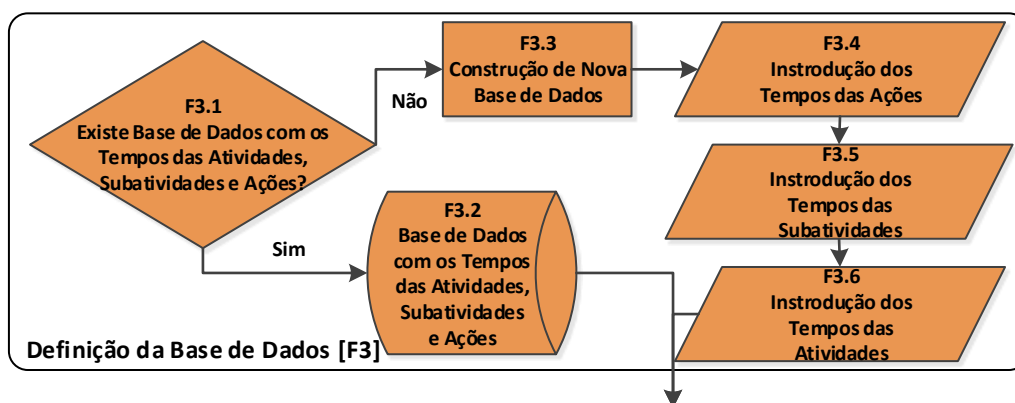 F3.1
Existe Base de Dados com os
Tempos das Atividades,
Subatividades e Ações?
Não
F3.3
Construção de Nova
Base de Dados
F3.4
Instrodução dos
Tempos das Ações
F3.5
Instrodução dos
Tempos das
Subatividades
Sim
F3.2
Base de Dados
com os Tempos
das Atividades,
Subatividades
e Ações
F3.6
Instrodução dos
Tempos das
Atividades
Definição da Base de Dados [F3]